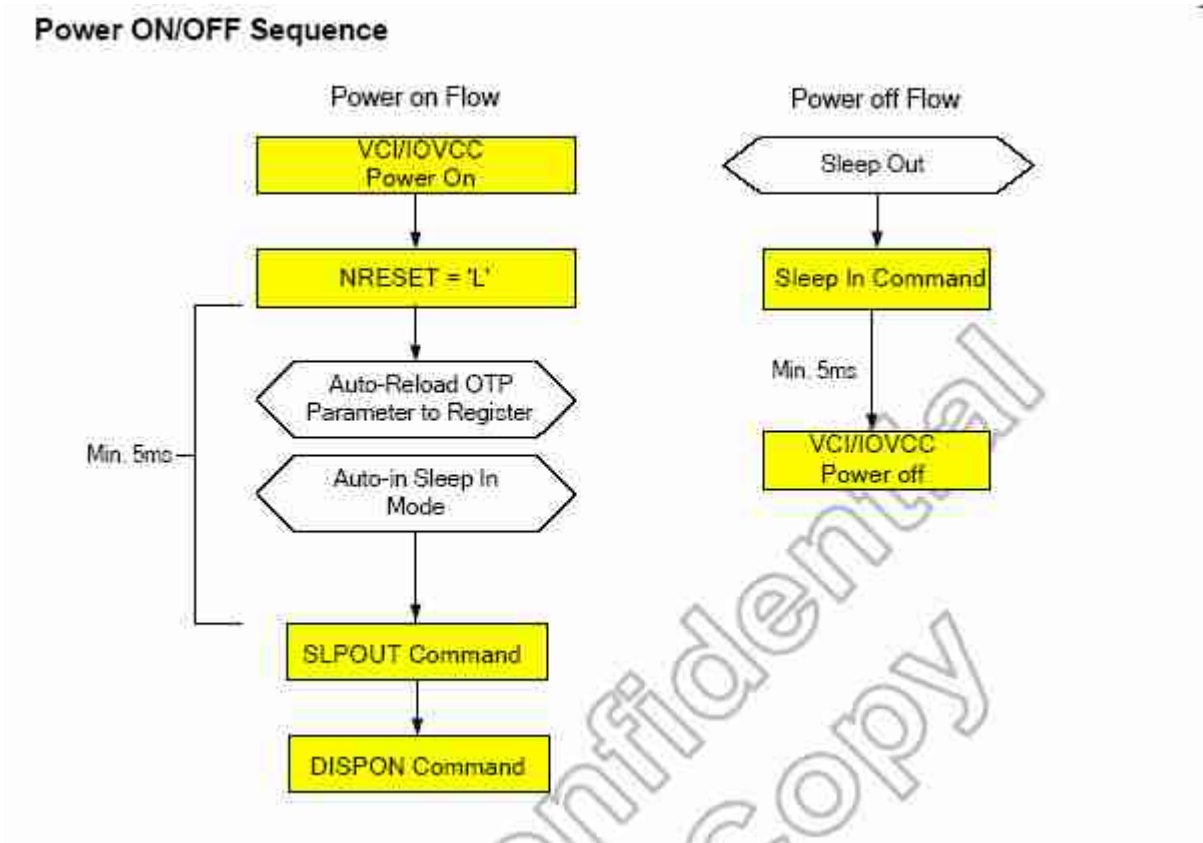 Power ON/OFF Sequence
Power on Flow
VCI/IOVCC
Power On
NRESET = 'L'
Auto-Reload OTP
Parameter to Register
Min. 5ms
Auto-in Sleep In
Mode
SLPOUT Command
DISPON Command
Power off Flow
Sleep Out
Sleep In Command
Min. 5ms
VCI/IOVCC
Power off
Copy